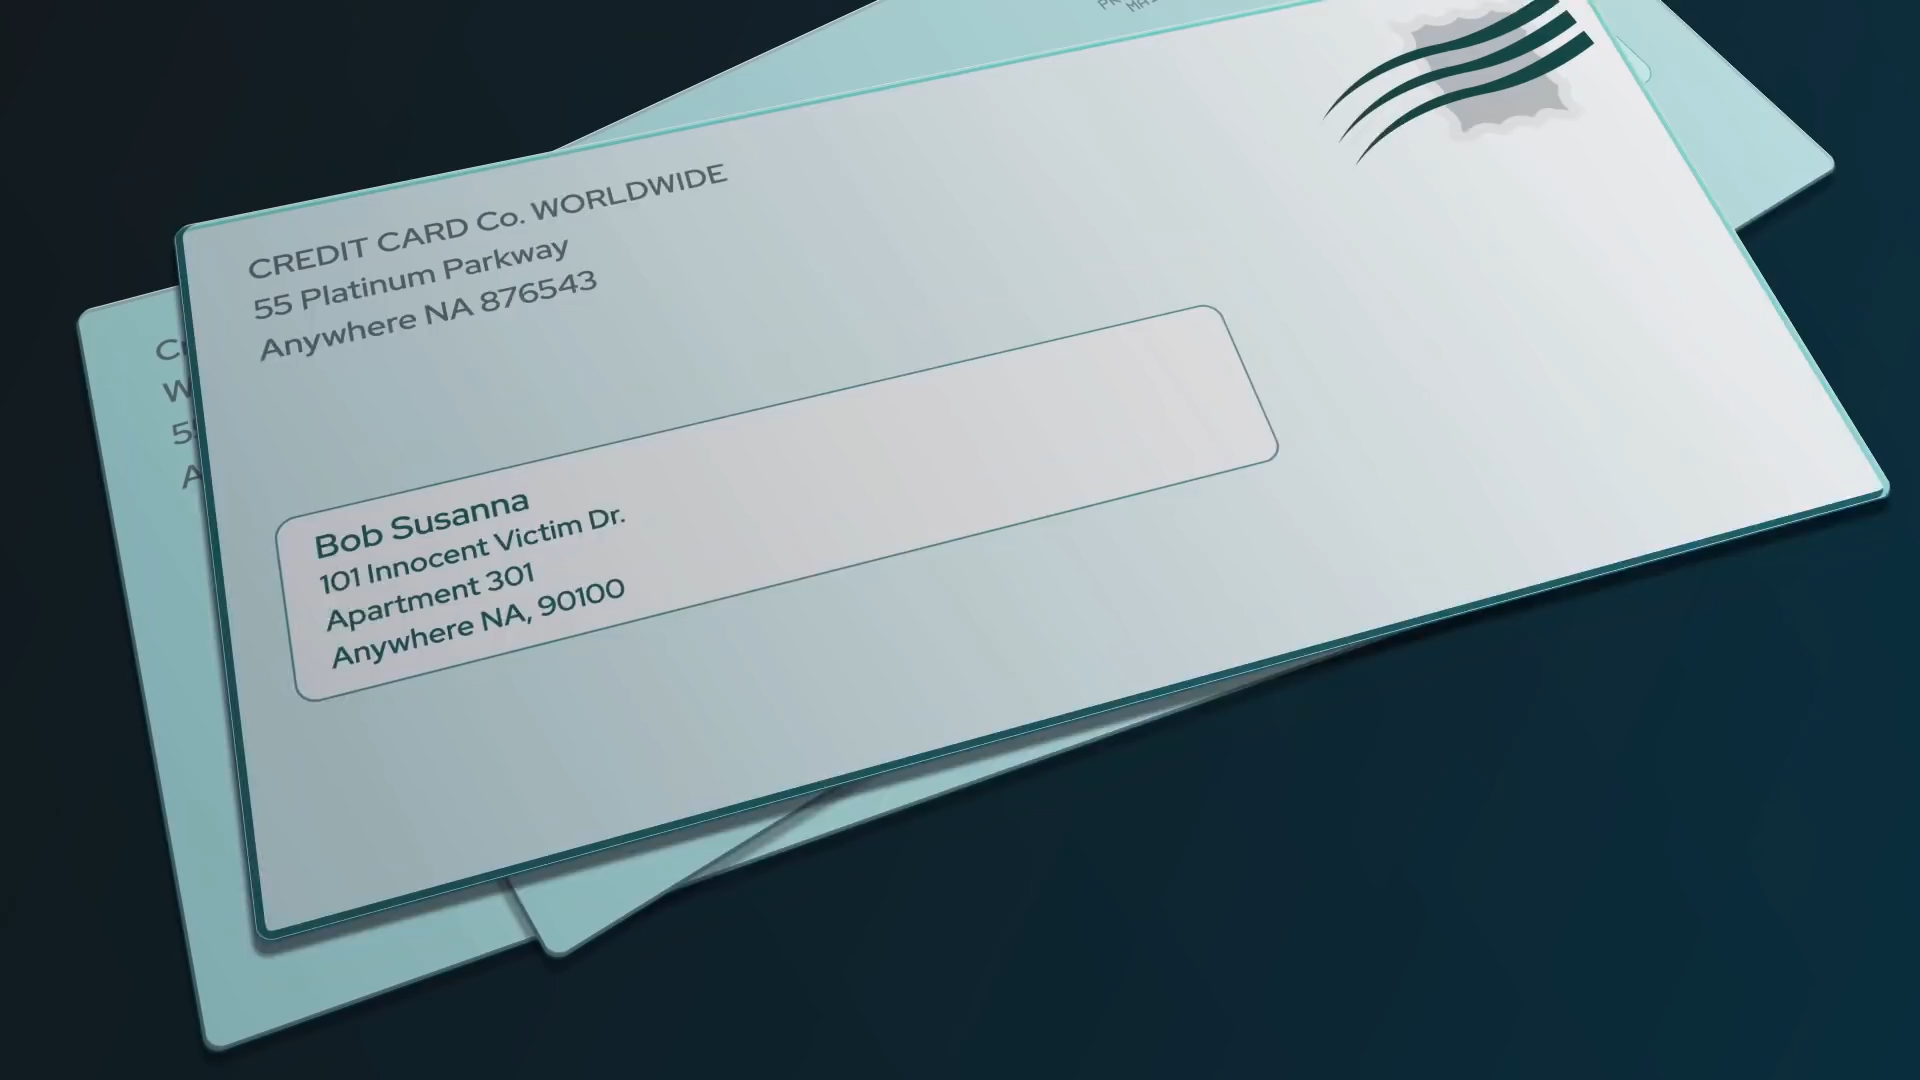 CREDIT CARD Co. WORLDWIDE
55 Platinum Parkway
Anywhere NA 876543
Bob Susanna
101 Innocent Victim Dr.
Apartment 301
Anywhere NA, 90100